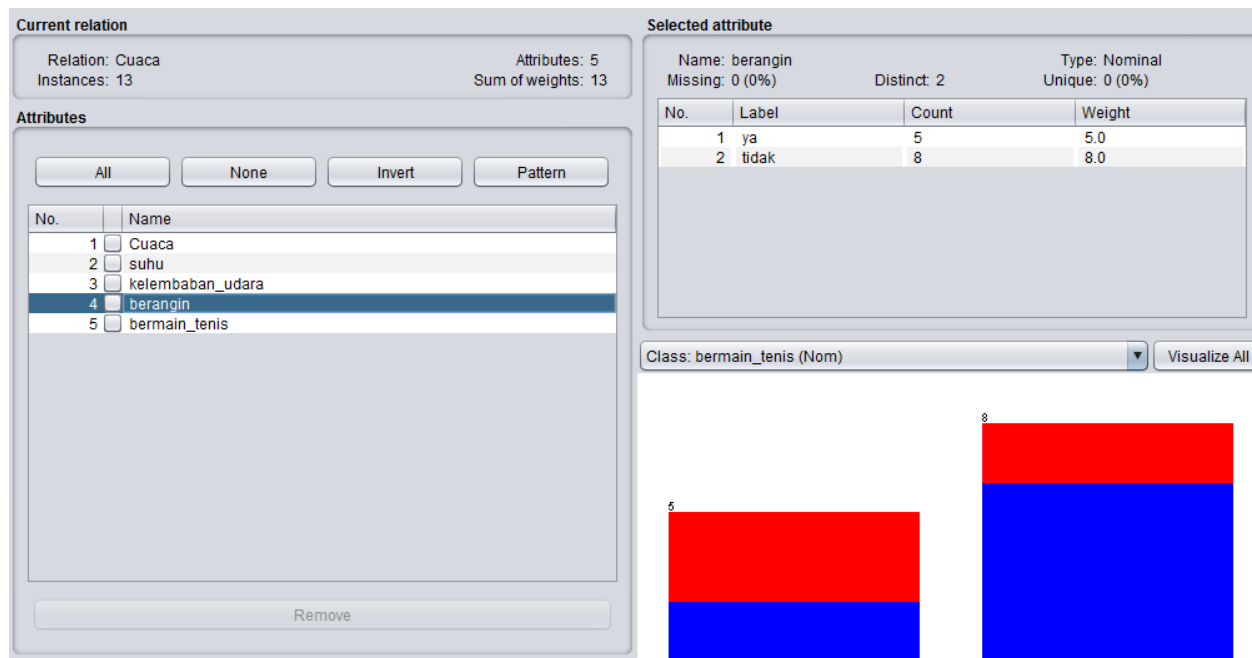 Current relation
Relation: Cuaca Attributes: 5
Instances: 13 Sum of weights: 13
Attributes
All None Invert Pattern
No. Name
1 Cuaca
2 suhu
3 kelembaban_udara
4 berangin
5 bermain_tenis
Remove
Selected attribute
Name: berangin Type: Nominal
Missing: 0 (0%) Distinct: 2 Unique: 0 (0%)
No. Label Count Weight
1 ya 5 5.0
2 tidak 8 8.0
Class: bermain_tenis (Nom) Visualize All
8
5